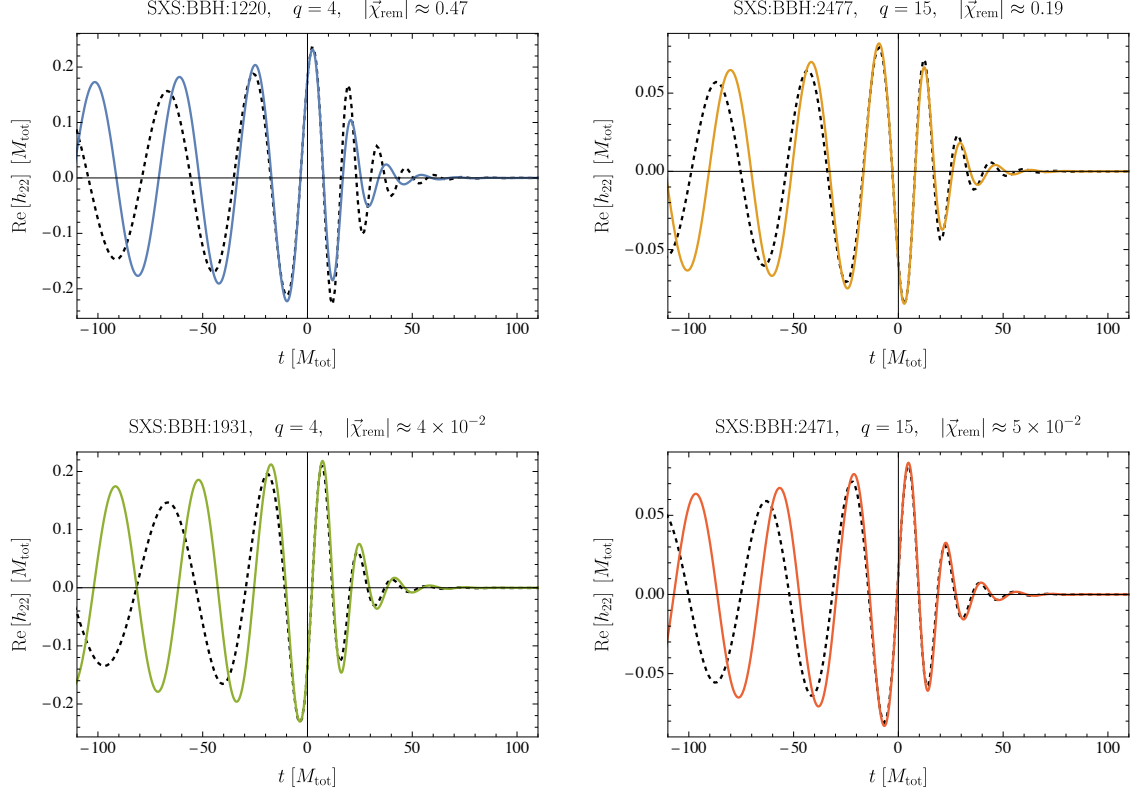 SXS:BBH:1220, q = 4, |χ⃗_rem| ≈ 0.47
Re [h_22] [M_tot]
0.2
0.1
0.0
−0.1
−0.2
−100 −50 0 50 100
t [M_tot]
SXS:BBH:2477, q = 15, |χ⃗_rem| ≈ 0.19
Re [h_22] [M_tot]
0.05
0.00
−0.05
−100 −50 0 50 100
t [M_tot]
SXS:BBH:1931, q = 4, |χ⃗_rem| ≈ 4 × 10^−2
Re [h_22] [M_tot]
0.2
0.1
0.0
−0.1
−0.2
−100 −50 0 50 100
t [M_tot]
SXS:BBH:2471, q = 15, |χ⃗_rem| ≈ 5 × 10^−2
Re [h_22] [M_tot]
0.05
0.00
−0.05
−100 −50 0 50 100
t [M_tot]